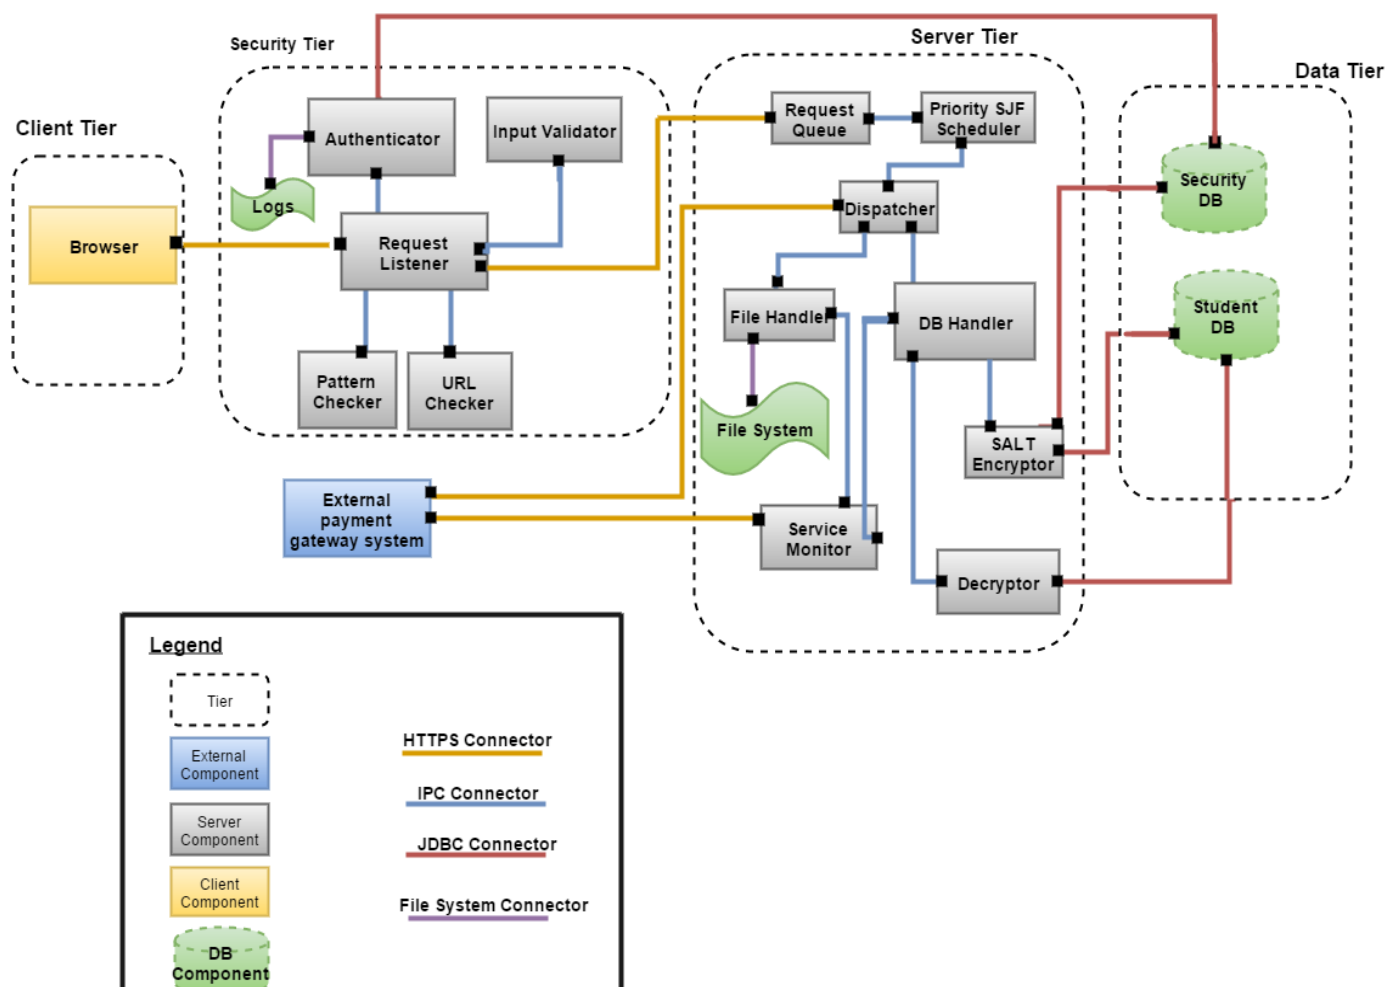 Client Tier
Browser
Security Tier
Authenticator
Input Validator
Logs
Request
Listener
Pattern
Checker
URL
Checker
External
payment
gateway system
Server Tier
Request
Queue
Priority SJF
Scheduler
Dispatcher
File Handler
DB Handler
File System
SALT
Encryptor
Service
Monitor
Decryptor
Data Tier
Security
DB
Student
DB
Legend
Tier
External
Component
Server
Component
Client
Component
DB
Component
HTTPS Connector
IPC Connector
JDBC Connector
File System Connector